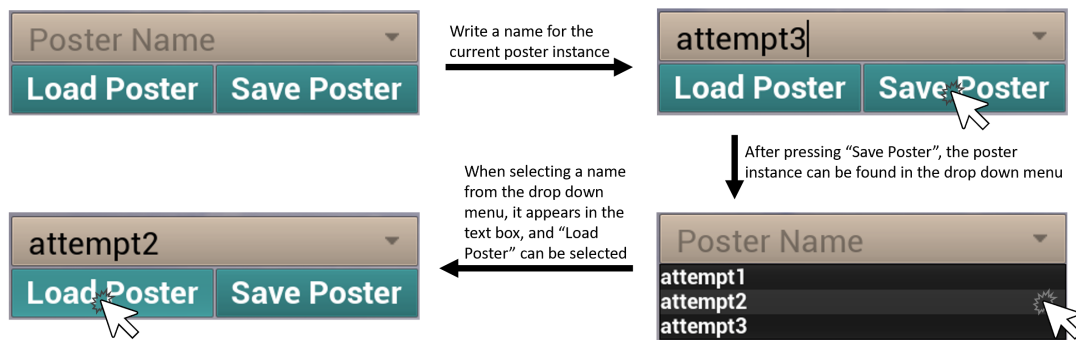 Poster Name
Load Poster Save Poster
Write a name for the
current poster instance
attempt3
Load Poster Save Poster
After pressing “Save Poster”, the poster
instance can be found in the drop down menu
Poster Name
attempt1
attempt2
attempt3
When selecting a name
from the drop down
menu, it appears in the
text box, and “Load
Poster” can be selected
attempt2
Load Poster Save Poster